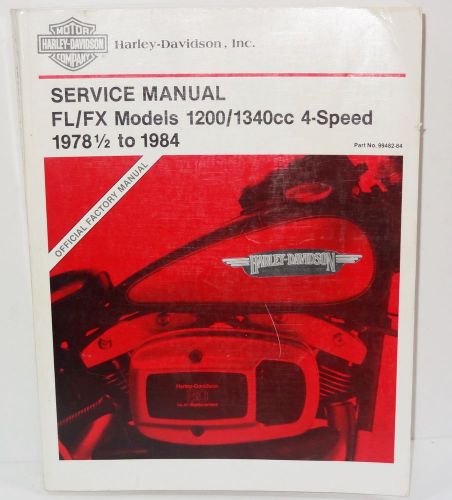 MOTOR
HARLEY-DAVIDSON
COMPANY
Harley-Davidson, Inc.
SERVICE MANUAL
FL/FX Models 1200/1340cc 4-Speed
1978½ to 1984
Part No. 99482-84
OFFICIAL FACTORY MANUAL
HARLEY-DAVIDSON
Harley-Davidson